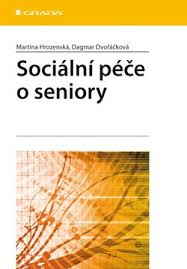 GRADA
Martina Hrozenská, Dagmar Dvořáčková
Sociální péče
o seniory